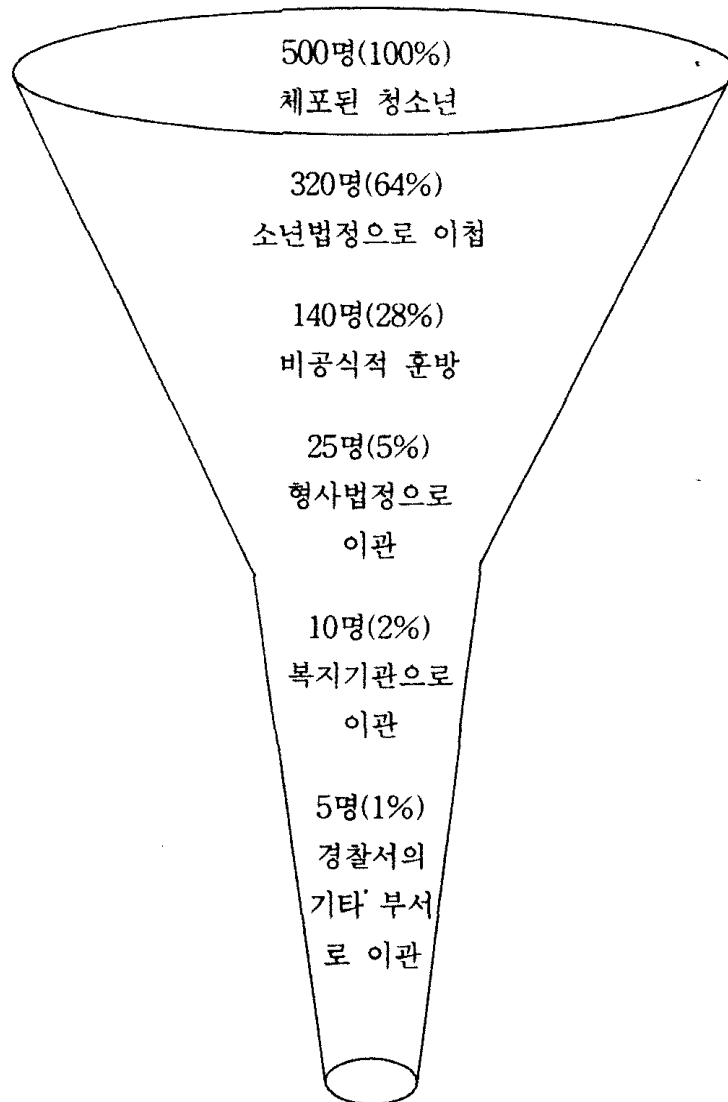 500명(100%)
체포된 청소년
320명(64%)
소년법정으로 이첩
140명(28%)
비공식적 훈방
25명(5%)
형사법정으로
이관
10명(2%)
복지기관으로
이관
5명(1%)
경찰서의
기타 부서
로 이관